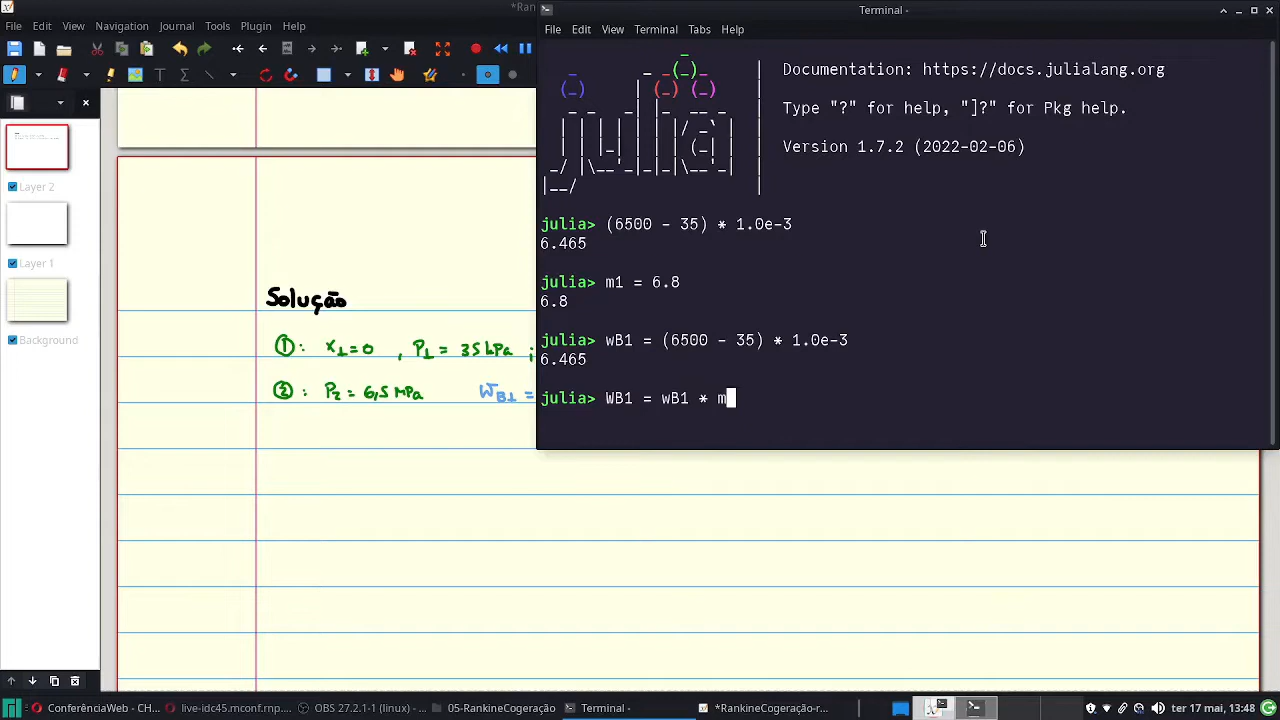 *Ran
Terminal -
File Edit View Navigation Journal Tools Plugin Help
File Edit View Terminal Tabs Help
Layer 2
Layer 1
Background
Documentation: https://docs.julialang.org
Type "?" for help, "]?" for Pkg help.
Version 1.7.2 (2022-02-06)
julia> (6500 - 35) * 1.0e-3
6.465
julia> m1 = 6.8
6.8
julia> wB1 = (6500 - 35) * 1.0e-3
6.465
julia> WB1 = wB1 * m
Solução
①: x₁=0 , P₁ = 35 kPa ;
②: P₂ = 6,5 MPa W_B1 =
ConferênciaWeb - CH... live-idc45.mconf.rnp.... OBS 27.2.1-1 (linux) 05-RankineCogeração Terminal - *RankineCogeração-r... ter 17 mai, 13:48